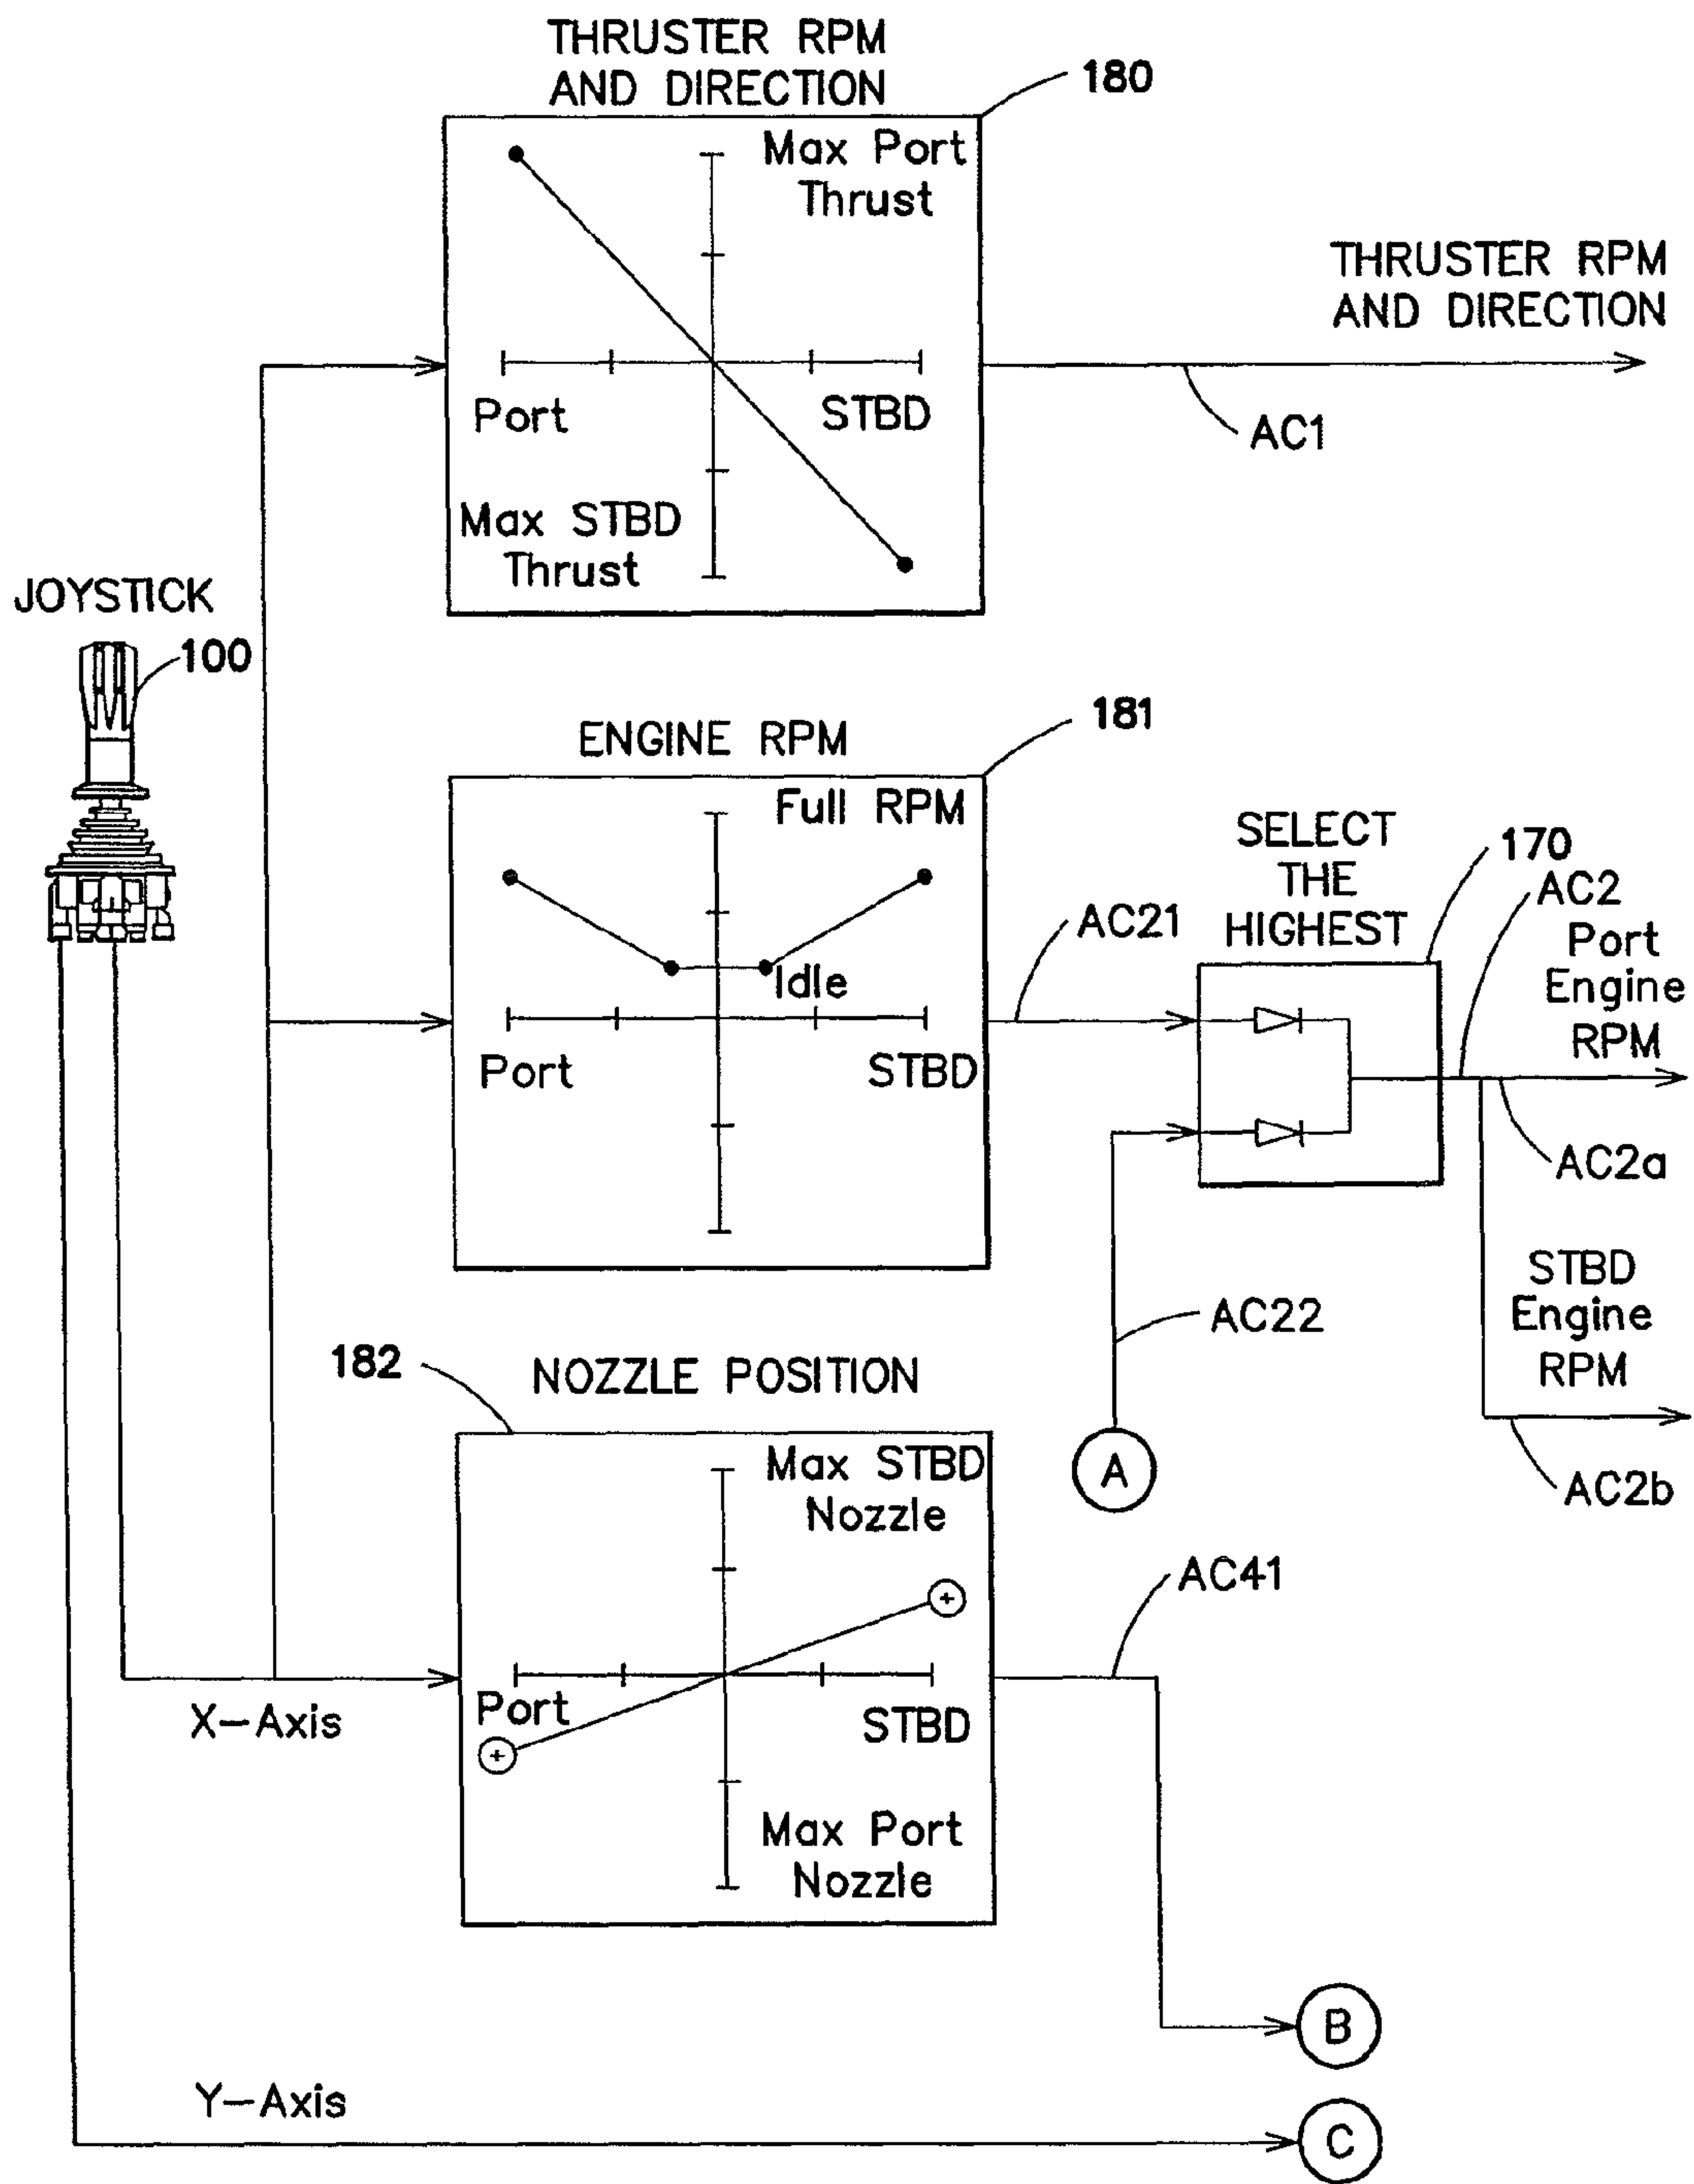 THRUSTER RPM
AND DIRECTION
180
Max Port
Thrust
Port
STBD
Max STBD
Thrust
THRUSTER RPM
AND DIRECTION
AC1
JOYSTICK
100
ENGINE RPM
181
Full RPM
Idle
Port
STBD
AC21
SELECT
THE
HIGHEST
170
AC2
Port
Engine
RPM
AC2a
AC22
STBD
Engine
RPM
AC2b
A
182
NOZZLE POSITION
Max STBD
Nozzle
Port
STBD
Max Port
Nozzle
AC41
X-Axis
B
Y-Axis
C